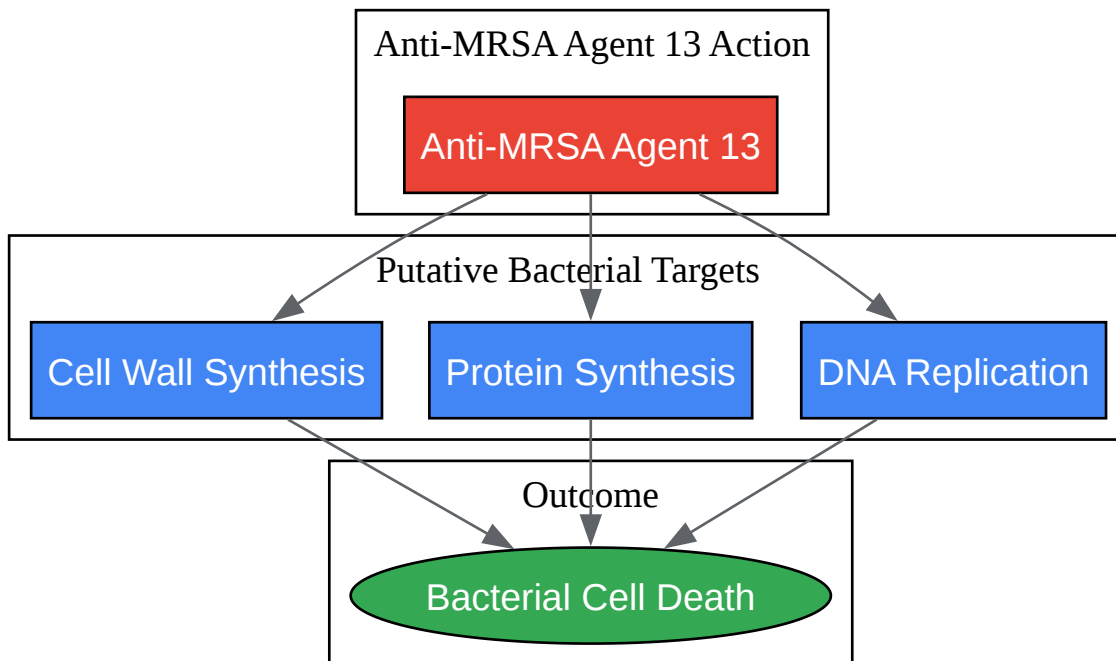 Anti-MRSA Agent 13 Action
Anti-MRSA Agent 13
Putative Bacterial Targets
Cell Wall Synthesis
Protein Synthesis
DNA Replication
Outcome
Bacterial Cell Death